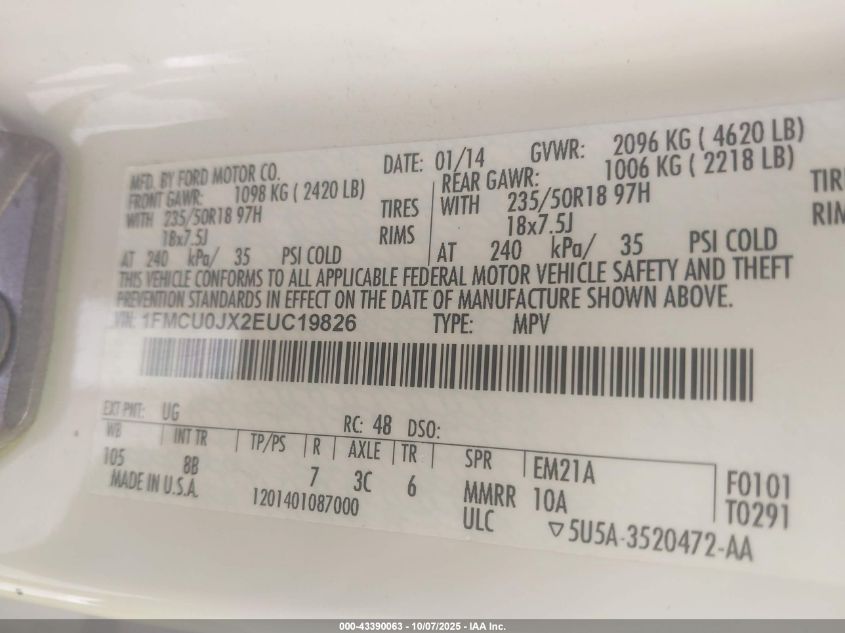 MFD. BY FORD MOTOR CO.
DATE: 01/14 GVWR: 2096 KG ( 4620 LB)
FRONT GAWR: 1098 KG ( 2420 LB)
REAR GAWR: 1006 KG ( 2218 LB)
WITH 235/50R18 97H TIRES
WITH 235/50R18 97H TIR
18x7.5J RIMS
18x7.5J RIM
AT 240 kPa/ 35 PSI COLD
AT 240 kPa/ 35 PSI COLD
THIS VEHICLE CONFORMS TO ALL APPLICABLE FEDERAL MOTOR VEHICLE SAFETY AND THEFT
PREVENTION STANDARDS IN EFFECT ON THE DATE OF MANUFACTURE SHOWN ABOVE.
VIN: 1FMCU0JX2EUC19826 TYPE: MPV
EXT PNT: UG RC: 48 DSO:
WB INT TR TP/PS R AXLE TR SPR EM21A F0101
105 8B 7 3C 6 MMRR 10A T0291
MADE IN U.S.A. 1201401087000 ULC ▽5U5A-3520472-AA
000-43390063 - 10/07/2025 - IAA Inc.